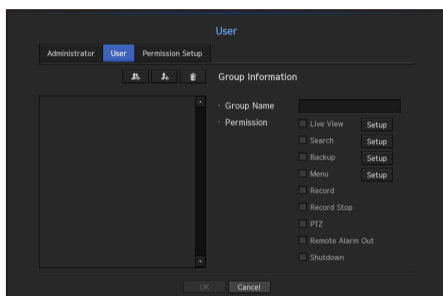 User
Administrator User Permission Setup
Group Information
Group Name
Permission
Live View Setup
Search Setup
Backup Setup
Menu Setup
Record
Record Stop
PTZ
Remote Alarm Out
Shutdown
OK Cancel